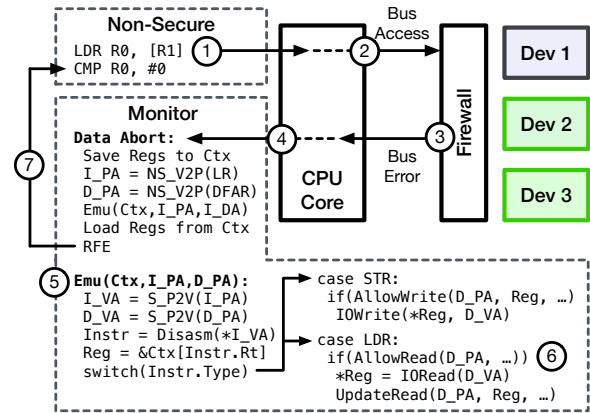 Non-Secure
LDR R0, [R1]
1
CMP R0, #0
2
Bus
Access
3
Bus
Error
4
CPU
Core
Firewall
Dev 1
Dev 2
Dev 3
Monitor
Data Abort:
Save Regs to Ctx
I_PA = NS_V2P(LR)
D_PA = NS_V2P(DFAR)
Emu(Ctx,I_PA,I_DA)
Load Regs from Ctx
RFE
7
5
Emu(Ctx,I_PA,D_PA):
I_VA = S_P2V(I_PA)
D_VA = S_P2V(D_PA)
Instr = Disasm(*I_VA)
Reg = &Ctx[Instr.Rt]
switch(Instr.Type)
case STR:
if(AllowWrite(D_PA, Reg, …)
IOWrite(*Reg, D_VA)
case LDR:
if(AllowRead(D_PA, …))
6
*Reg = IORead(D_VA)
UpdateRead(D_PA, Reg, …)